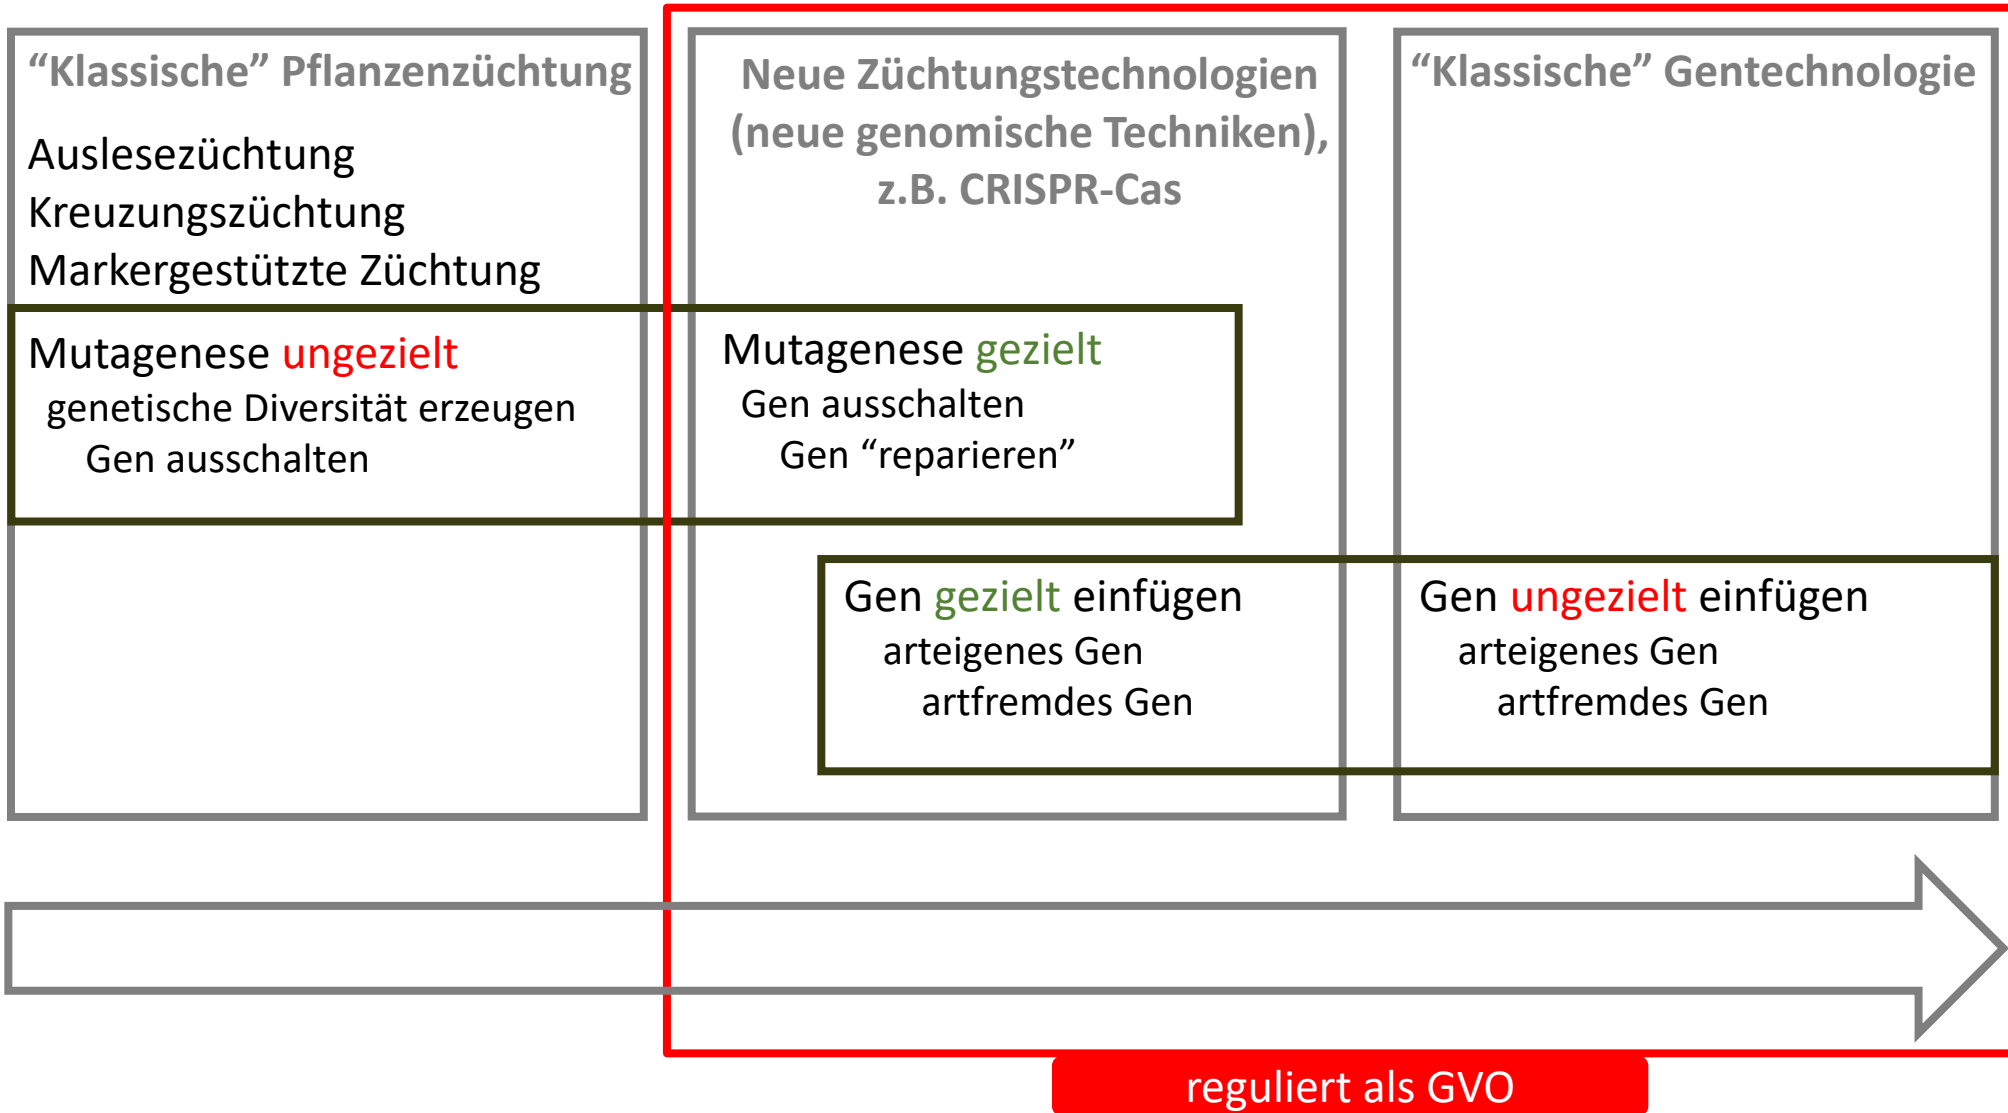 “Klassische” Pflanzenzüchtung
Auslesezüchtung
Kreuzungszüchtung
Markergestützte Züchtung
Mutagenese ungezielt
genetische Diversität erzeugen
Gen ausschalten
Neue Züchtungstechnologien
(neue genomische Techniken),
z.B. CRISPR-Cas
Mutagenese gezielt
Gen ausschalten
Gen “reparieren”
Gen gezielt einfügen
arteigenes Gen
artfremdes Gen
“Klassische” Gentechnologie
Gen ungezielt einfügen
arteigenes Gen
artfremdes Gen
reguliert als GVO